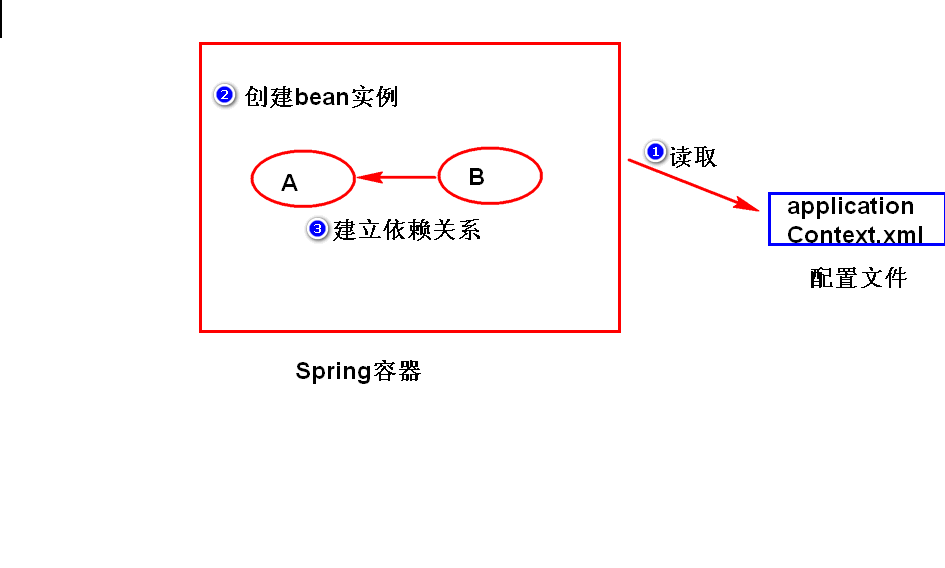 ② 创建bean实例
① 读取
A
B
application
Context.xml
③ 建立依赖关系
配置文件
Spring容器